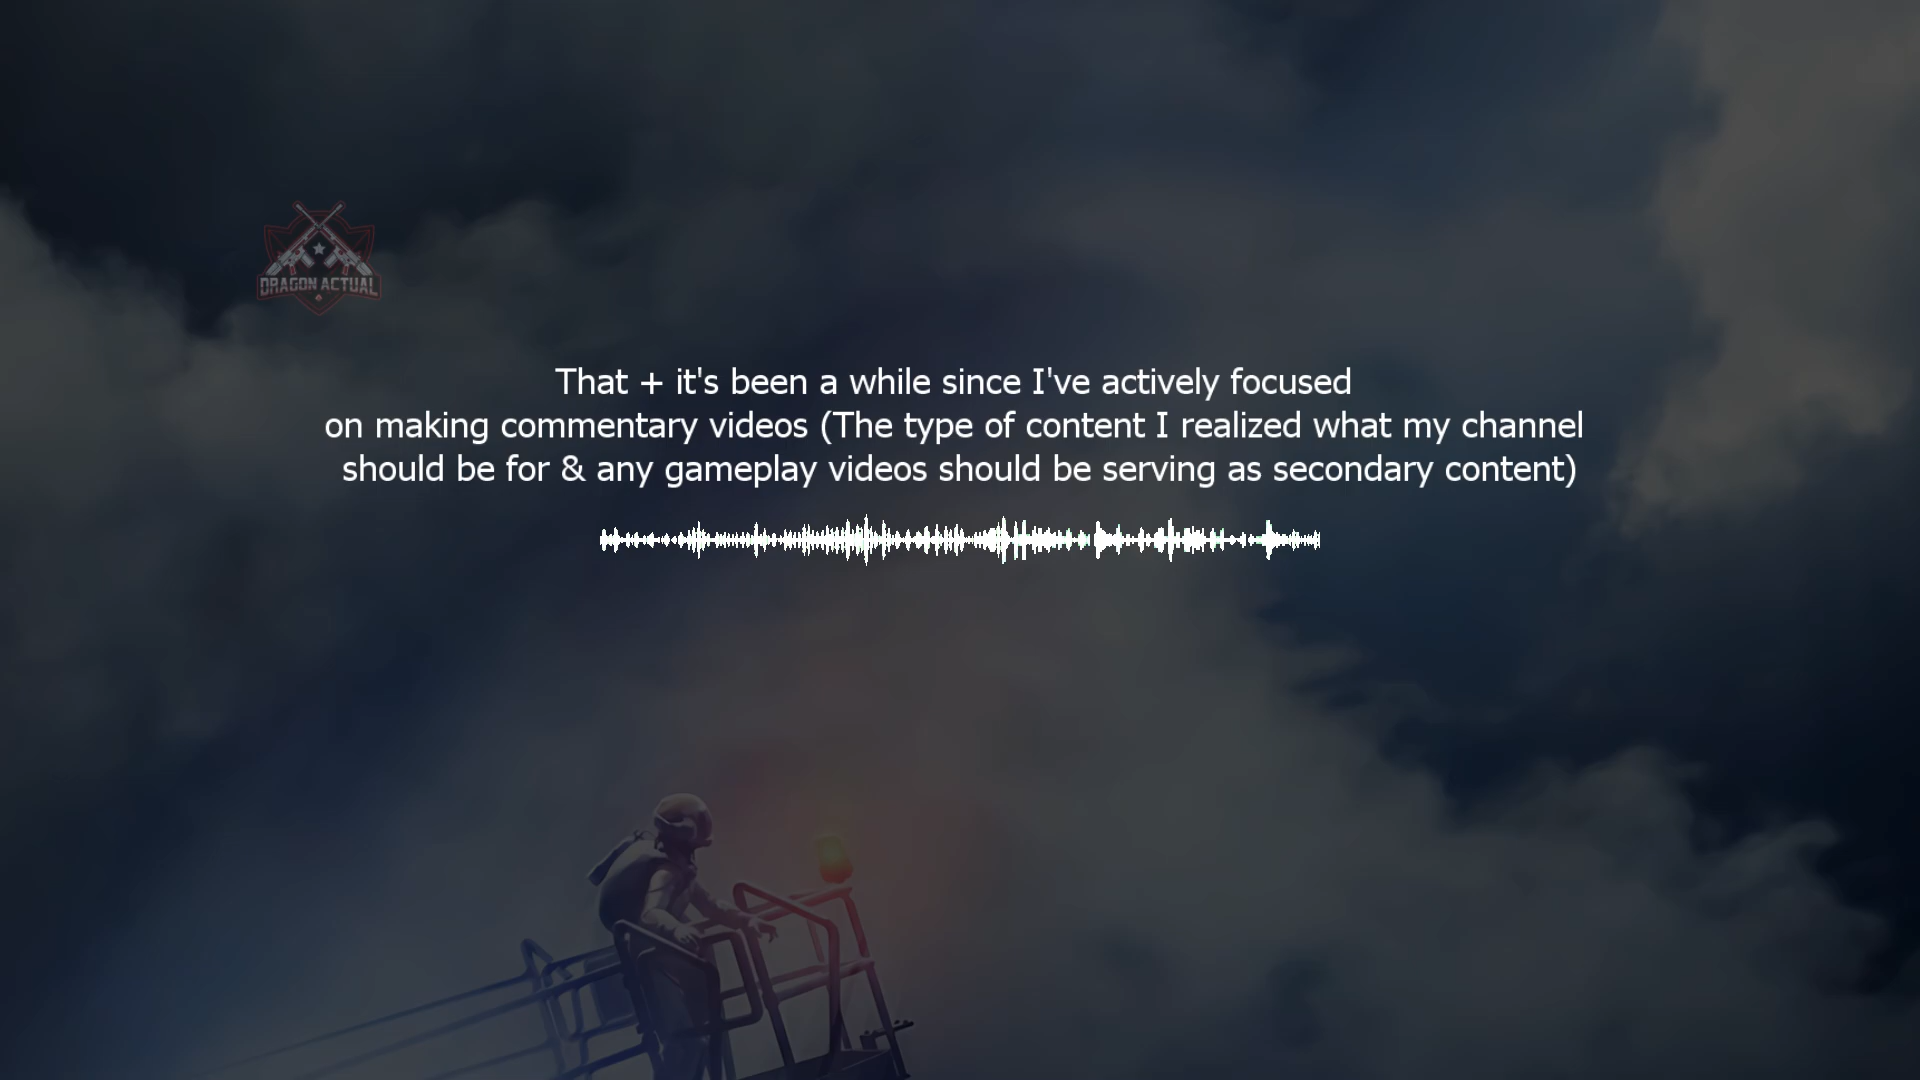 DRAGON ACTUAL
That + it's been a while since I've actively focused
on making commentary videos (The type of content I realized what my channel
should be for & any gameplay videos should be serving as secondary content)